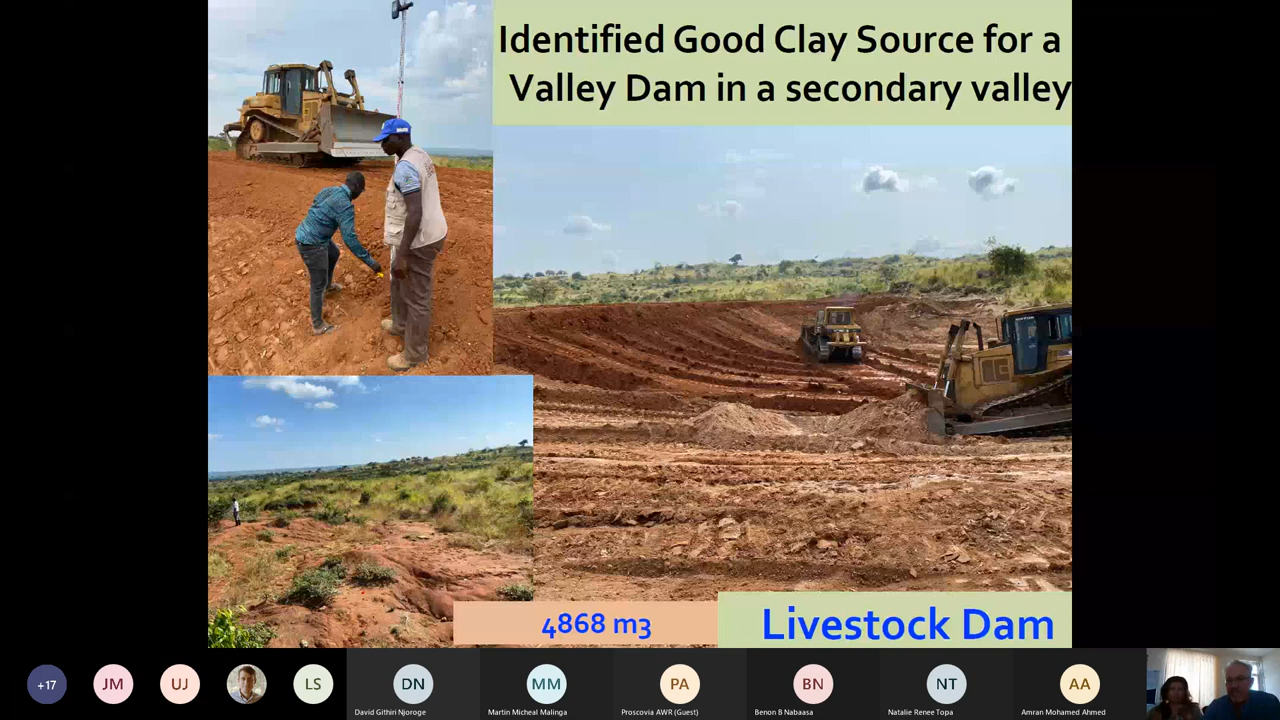 Identified Good Clay Source for a
Valley Dam in a secondary valley
4868 m3
Livestock Dam
+17
JM
UJ
LS
DN
MM
PA
BN
NT
AA
David Githiri Njoroge
Martin Micheal Malinga
Proscovia AWR (Guest)
Benon B Nabaasa
Natalie Renee Topa
Amran Mohamed Ahmed